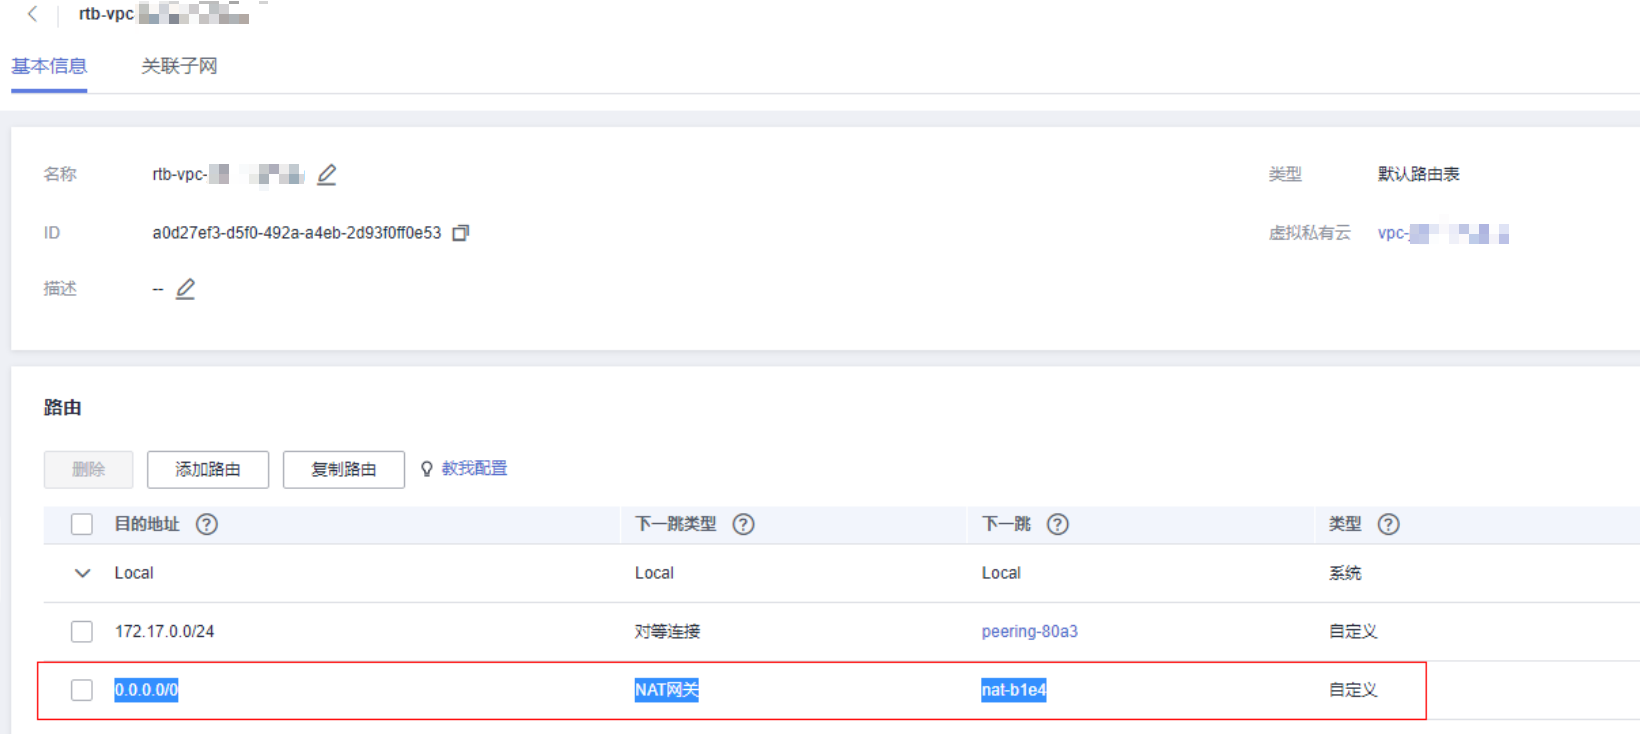 rtb-vpc
基本信息 关联子网
名称 rtb-vpc- 类型 默认路由表
ID a0d27ef3-d5f0-492a-a4eb-2d93f0ff0e53 虚拟私有云 vpc-
描述 --
路由
删除 添加路由 复制路由 教我配置
目的地址 下一跳类型 下一跳 类型
Local Local Local 系统
172.17.0.0/24 对等连接 peering-80a3 自定义
0.0.0.0/0 NAT网关 nat-b1e4 自定义